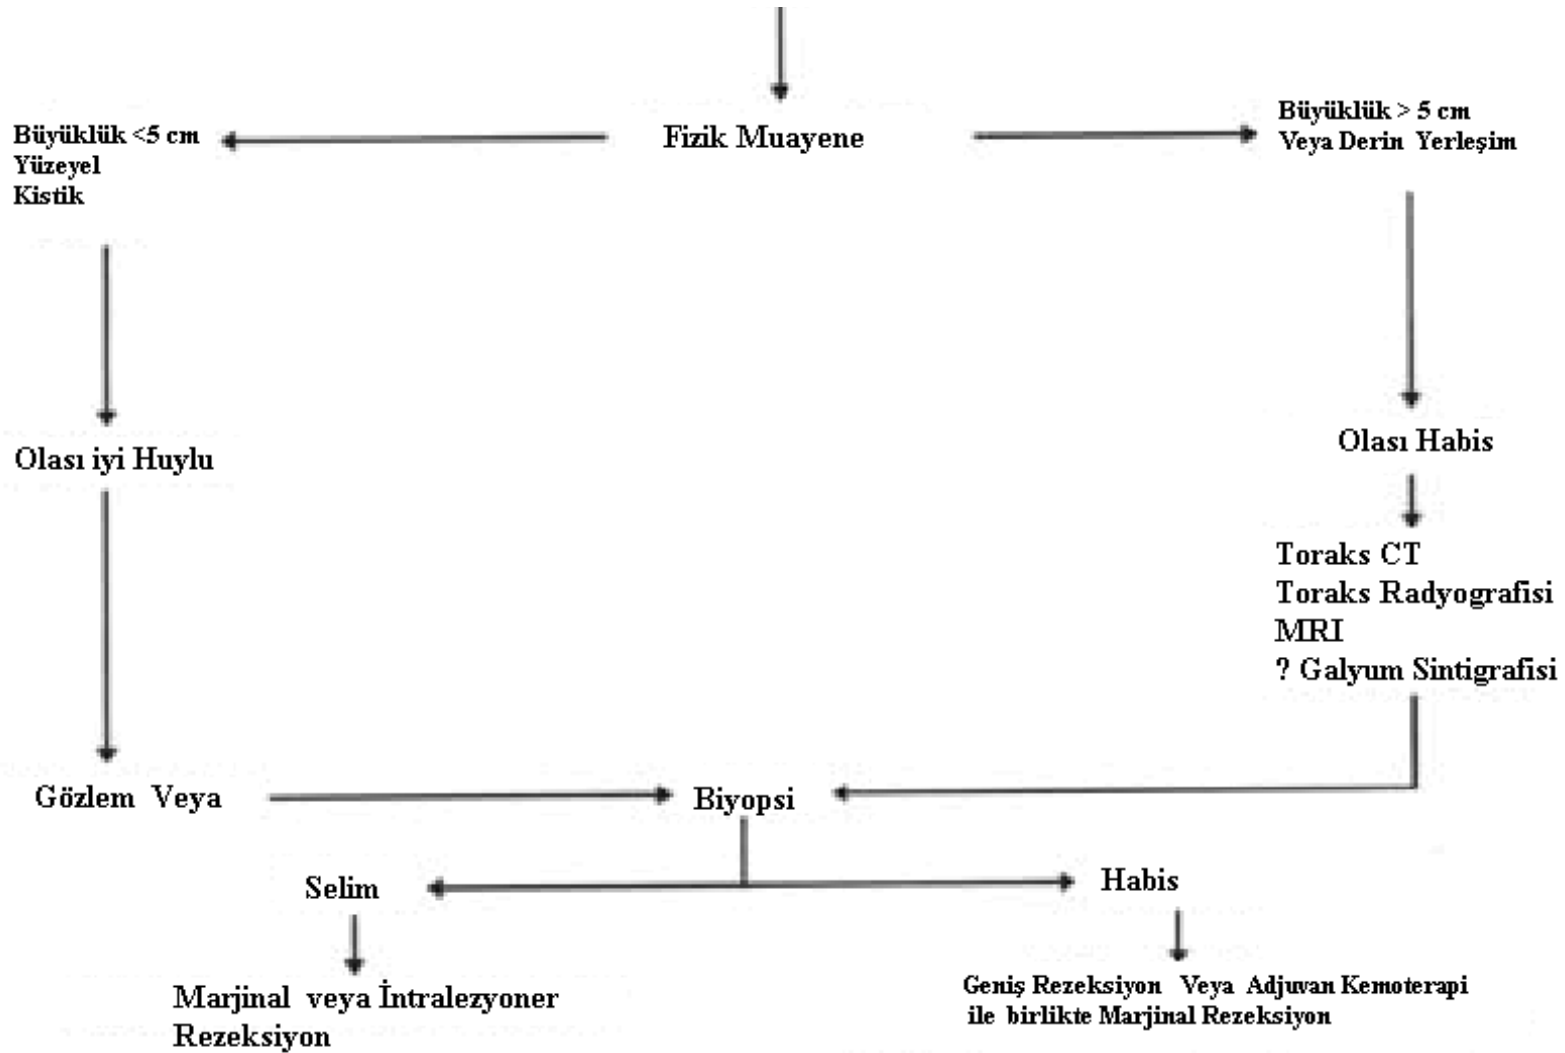 Fizik Muayene
Büyüklük <5 cm
Yüzeyel
Kistik
Büyüklük > 5 cm
Veya Derin Yerleşim
Olası iyi Huylu
Olası Habis
Toraks CT
Toraks Radyografisi
MRI
? Galyum Sintigrafisi
Gözlem Veya
Biyopsi
Selim
Habis
Marjinal veya İntralezyoner
Rezeksiyon
Geniş Rezeksiyon Veya Adjuvan Kemoterapi
ile birlikte Marjinal Rezeksiyon